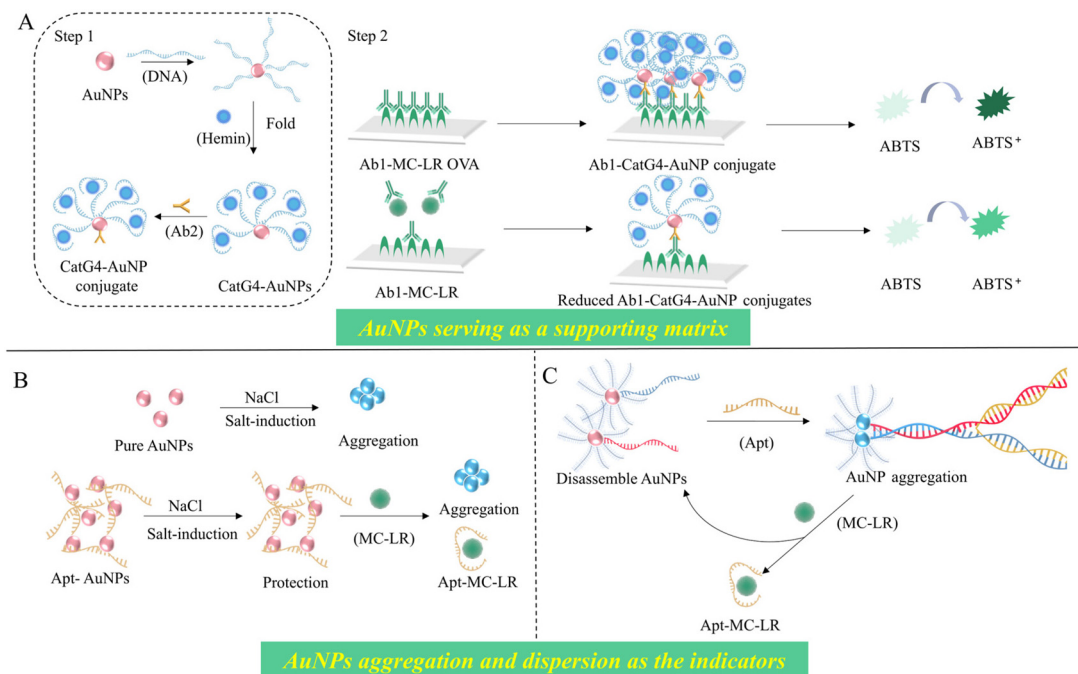 A
Step 1
AuNPs
(DNA)
(Hemin)
Fold
(Ab2)
CatG4-AuNP
conjugate
CatG4-AuNPs
Step 2
Ab1-MC-LR OVA
Ab1-CatG4-AuNP conjugate
ABTS
ABTS+
Ab1-MC-LR
Reduced Ab1-CatG4-AuNP conjugates
ABTS
ABTS+
AuNPs serving as a supporting matrix
B
Pure AuNPs
NaCl
Salt-induction
Aggregation
Apt- AuNPs
NaCl
Salt-induction
Protection
(MC-LR)
Aggregation
Apt-MC-LR
C
Disassemble AuNPs
(Apt)
AuNP aggregation
(MC-LR)
Apt-MC-LR
AuNPs aggregation and dispersion as the indicators